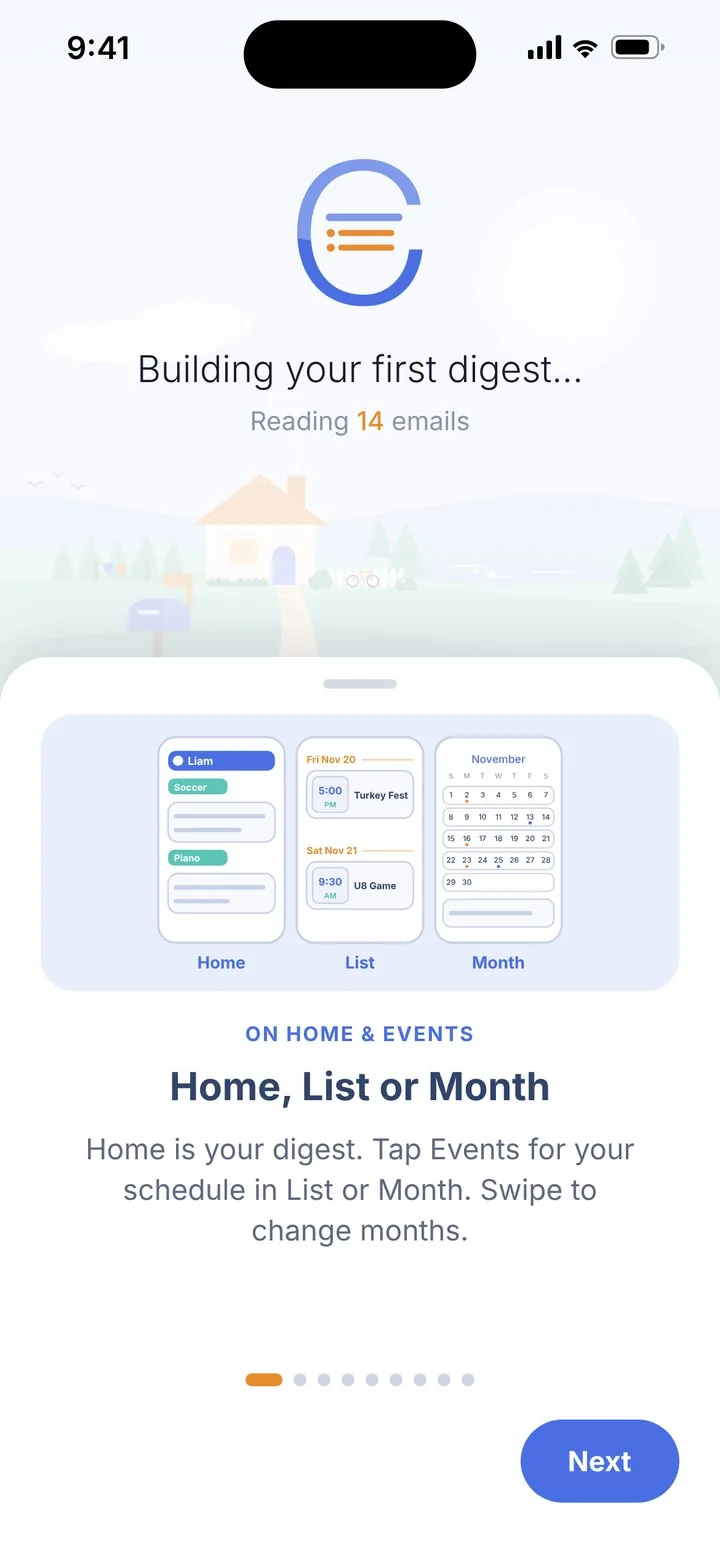 9:41
Building your first digest...
Reading 14 emails
Liam
Soccer
Piano
Home
Fri Nov 20
5:00
PM
Turkey Fest
Sat Nov 21
9:30
AM
U8 Game
List
November
S M T W T F S
1 2 3 4 5 6 7
8 9 10 11 12 13 14
15 16 17 18 19 20 21
22 23 24 25 26 27 28
29 30
Month
ON HOME & EVENTS
Home, List or Month
Home is your digest. Tap Events for your
schedule in List or Month. Swipe to
change months.
Next